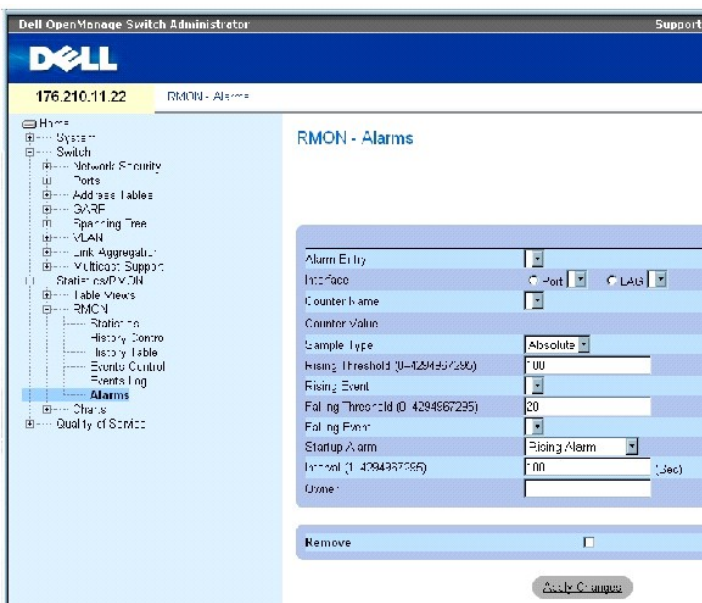 Dell OpenManage Switch Administrator Support
DELL
176.210.11.22 RMON - Alarms
Home
System
Switch
Network Security
Ports
Address Tables
GARP
Spanning Tree
VLAN
Link Aggregation
Multicast Support
Statistics/RMON
Table Views
RMON
Statistics
History Control
History Table
Events Control
Events Log
Alarms
Charts
Quality of Service
RMON - Alarms
Alarm Entry
Interface Port LAG
Counter Name
Counter Value
Sample Type Absolute
Rising Threshold (0-4294967295) 100
Rising Event
Falling Threshold (0-4294967295) 20
Falling Event
Startup Alarm Rising Alarm
Interval (1-4294967295) 100 (Sec)
Owner
Remove
Apply Changes